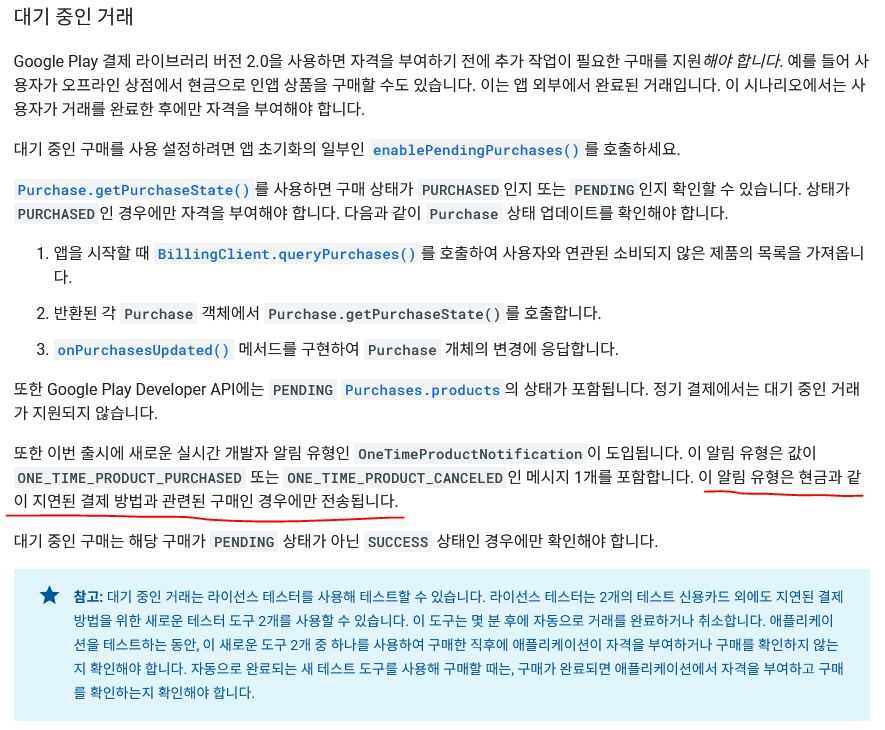 대기 중인 거래
Google Play 결제 라이브러리 버전 2.0을 사용하면 자격을 부여하기 전에 추가 작업이 필요한 구매를 지원해야 합니다. 예를 들어 사
용자가 오프라인 상점에서 현금으로 인앱 상품을 구매할 수도 있습니다. 이는 앱 외부에서 완료된 거래입니다. 이 시나리오에서는 사
용자가 거래를 완료한 후에만 자격을 부여해야 합니다.
대기 중인 구매를 사용 설정하려면 앱 초기화의 일부인 enablePendingPurchases() 를 호출하세요.
Purchase.getPurchaseState() 를 사용하면 구매 상태가 PURCHASED 인지 또는 PENDING 인지 확인할 수 있습니다. 상태가
PURCHASED 인 경우에만 자격을 부여해야 합니다. 다음과 같이 Purchase 상태 업데이트를 확인해야 합니다.
1. 앱을 시작할 때 BillingClient.queryPurchases() 를 호출하여 사용자와 연관된 소비되지 않은 제품의 목록을 가져옵니
다.
2. 반환된 각 Purchase 객체에서 Purchase.getPurchaseState() 를 호출합니다.
3. onPurchasesUpdated() 메서드를 구현하여 Purchase 개체의 변경에 응답합니다.
또한 Google Play Developer API에는 PENDING Purchases.products 의 상태가 포함됩니다. 정기 결제에서는 대기 중인 거래
가 지원되지 않습니다.
또한 이번 출시에 새로운 실시간 개발자 알림 유형인 OneTimeProductNotification 이 도입됩니다. 이 알림 유형은 값이
ONE_TIME_PRODUCT_PURCHASED 또는 ONE_TIME_PRODUCT_CANCELED 인 메시지 1개를 포함합니다. 이 알림 유형은 현금과 같
이 지연된 결제 방법과 관련된 구매인 경우에만 전송됩니다.
대기 중인 구매는 해당 구매가 PENDING 상태가 아닌 SUCCESS 상태인 경우에만 확인해야 합니다.
참고: 대기 중인 거래는 라이선스 테스터를 사용해 테스트할 수 있습니다. 라이선스 테스터는 2개의 테스트 신용카드 외에도 지연된 결제
방법을 위한 새로운 테스터 도구 2개를 사용할 수 있습니다. 이 도구는 몇 분 후에 자동으로 거래를 완료하거나 취소합니다. 애플리케이
션을 테스트하는 동안, 이 새로운 도구 2개 중 하나를 사용하여 구매한 직후에 애플리케이션이 자격을 부여하거나 구매를 확인하지 않는
지 확인해야 합니다. 자동으로 완료되는 새 테스트 도구를 사용해 구매할 때는, 구매가 완료되면 애플리케이션에서 자격을 부여하고 구매
를 확인하는지 확인해야 합니다.